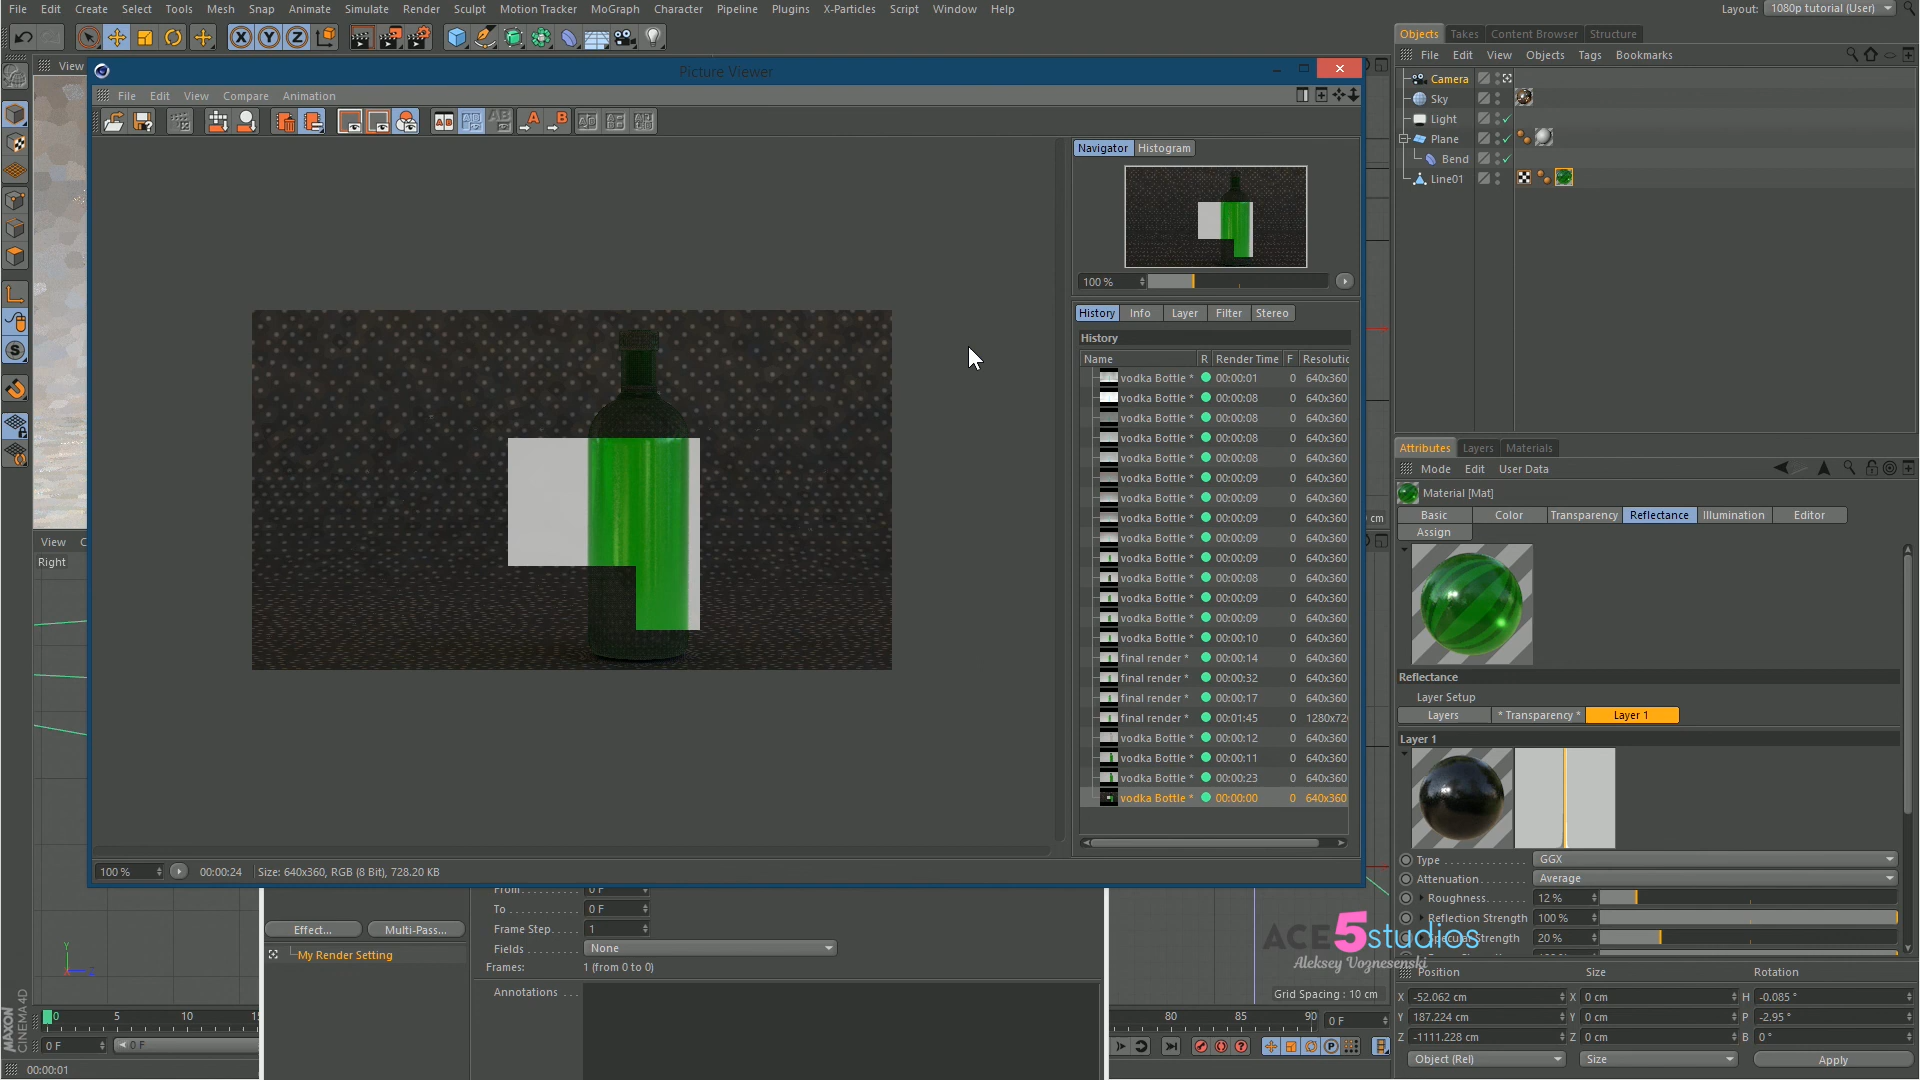 File Edit Create Select Tools Mesh Snap Animate Simulate Render Sculpt Motion Tracker MoGraph Character Pipeline Plugins X-Particles Script Window Help
Layout: 1080p tutorial (User)
Objects Takes Content Browser Structure
File Edit View Objects Tags Bookmarks
View
Picture Viewer
File Edit View Compare Animation
Camera
Sky
Light
Plane
Bend
Line01
X Y Z
A B
Navigator Histogram
100 %
History Info Layer Filter Stereo
History
Name R Render Time F Resolutio
vodka Bottle * 00:00:01 0 640x360
vodka Bottle * 00:00:08 0 640x360
vodka Bottle * 00:00:08 0 640x360
vodka Bottle * 00:00:08 0 640x360
vodka Bottle * 00:00:08 0 640x360
vodka Bottle * 00:00:09 0 640x360
vodka Bottle * 00:00:09 0 640x360
vodka Bottle * 00:00:09 0 640x360
vodka Bottle * 00:00:09 0 640x360
vodka Bottle * 00:00:09 0 640x360
vodka Bottle * 00:00:08 0 640x360
vodka Bottle * 00:00:09 0 640x360
vodka Bottle * 00:00:09 0 640x360
vodka Bottle * 00:00:10 0 640x360
final render * 00:00:14 0 640x360
final render * 00:00:32 0 640x360
final render * 00:00:17 0 640x360
final render * 00:01:45 0 1280x72
vodka Bottle * 00:00:12 0 640x360
vodka Bottle * 00:00:11 0 640x360
vodka Bottle * 00:00:23 0 640x360
vodka Bottle * 00:00:00 0 640x360
100 % 00:00:24 Size: 640x360, RGB (8 Bit), 728.20 KB
View C
Right
cm
Attributes Layers Materials
Mode Edit User Data
Material [Mat]
Basic Color Transparency Reflectance Illumination Editor
Assign
Reflectance
Layer Setup
Layers * Transparency * Layer 1
Layer 1
Type GGX
Attenuation Average
Roughness 12 %
Reflection Strength 100 %
Specular Strength 20 %
From 0 F
To 0 F
Frame Step 1
Fields None
Frames: 1 (from 0 to 0)
Annotations
Effect... Multi-Pass...
My Render Setting
ACE5studios
Aleksey Voznesenski
Grid Spacing : 10 cm
Position Size Rotation
X -52.062 cm X 0 cm H -0.085 °
Y 187.224 cm Y 0 cm P -2.95 °
Z -1111.228 cm Z 0 cm B 0 °
Object (Rel) Size Apply
Y Z
0 5 10 15
80 85 90 0 F
0 F 0 F
00:00:01
MAXON
CINEMA4D